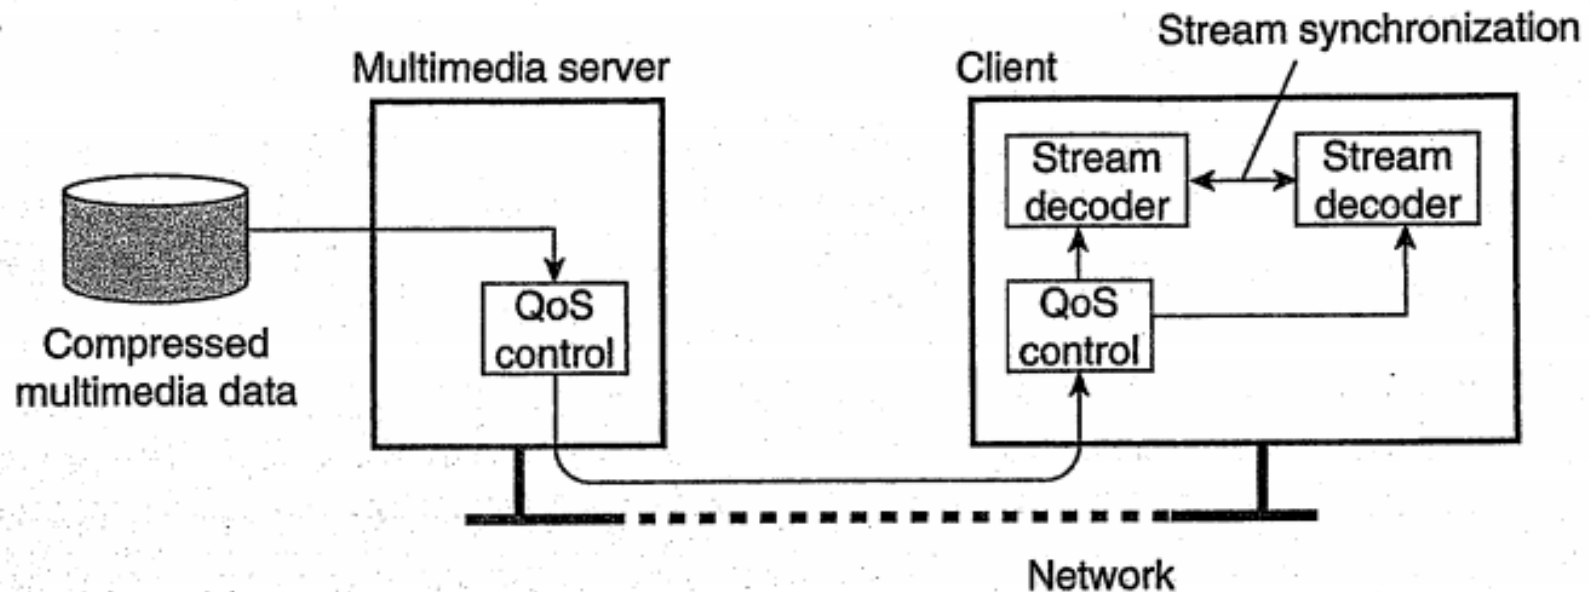 Stream synchronization
Multimedia server
Client
Stream
decoder
Stream
decoder
QoS
control
QoS
control
Compressed
multimedia data
Network